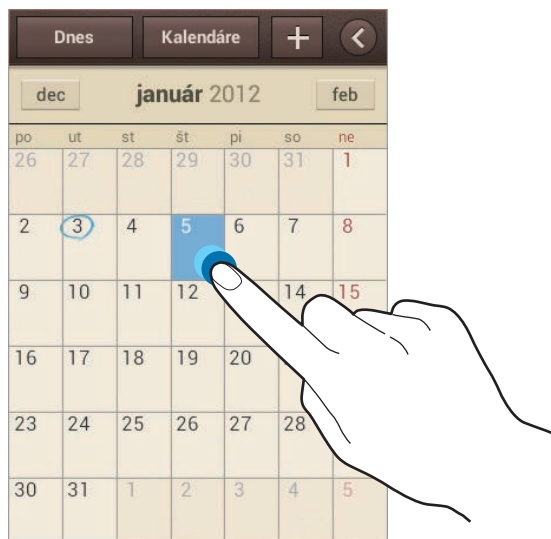 Dnes Kalendáre +
dec január 2012 feb
po ut st št pi so ne
26 27 28 29 30 31 1
2 3 4 5 6 7 8
9 10 11 12 14 15
16 17 18 19 20
23 24 25 26 27 28
30 31 1 2 3 4 5